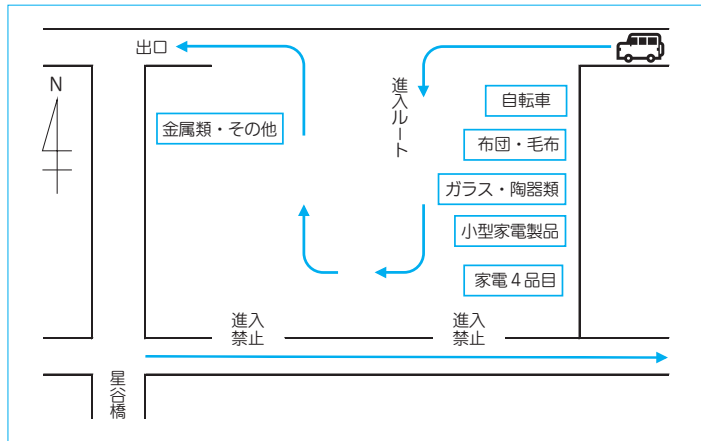 出口
N
進入ルート
自転車
金属類・その他
布団・毛布
ガラス・陶器類
小型家電製品
家電4品目
進入
禁止
進入
禁止
星谷橋